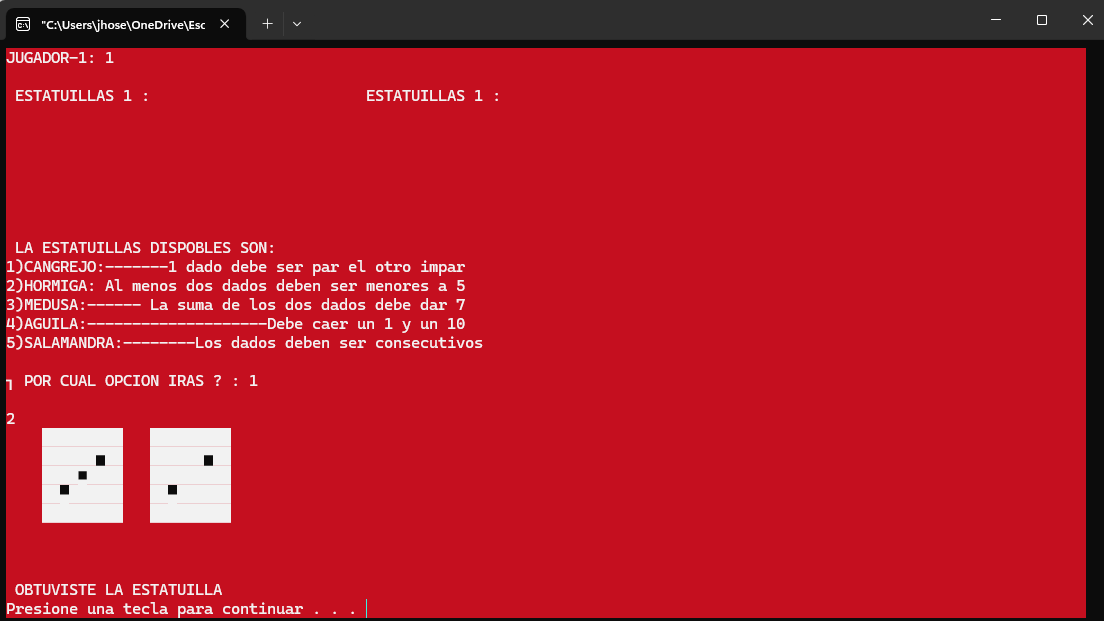 "C:\Users\jhose\OneDrive\Esc
JUGADOR-1: 1
ESTATUILLAS 1 : ESTATUILLAS 1 :
LA ESTATUILLAS DISPOBLES SON:
1)CANGREJO:-------1 dado debe ser par el otro impar
2)HORMIGA: Al menos dos dados deben ser menores a 5
3)MEDUSA:------ La suma de los dos dados debe dar 7
4)AGUILA:--------------------Debe caer un 1 y un 10
5)SALAMANDRA:--------Los dados deben ser consecutivos
┐ POR CUAL OPCION IRAS ? : 1
2
OBTUVISTE LA ESTATUILLA
Presione una tecla para continuar . . .